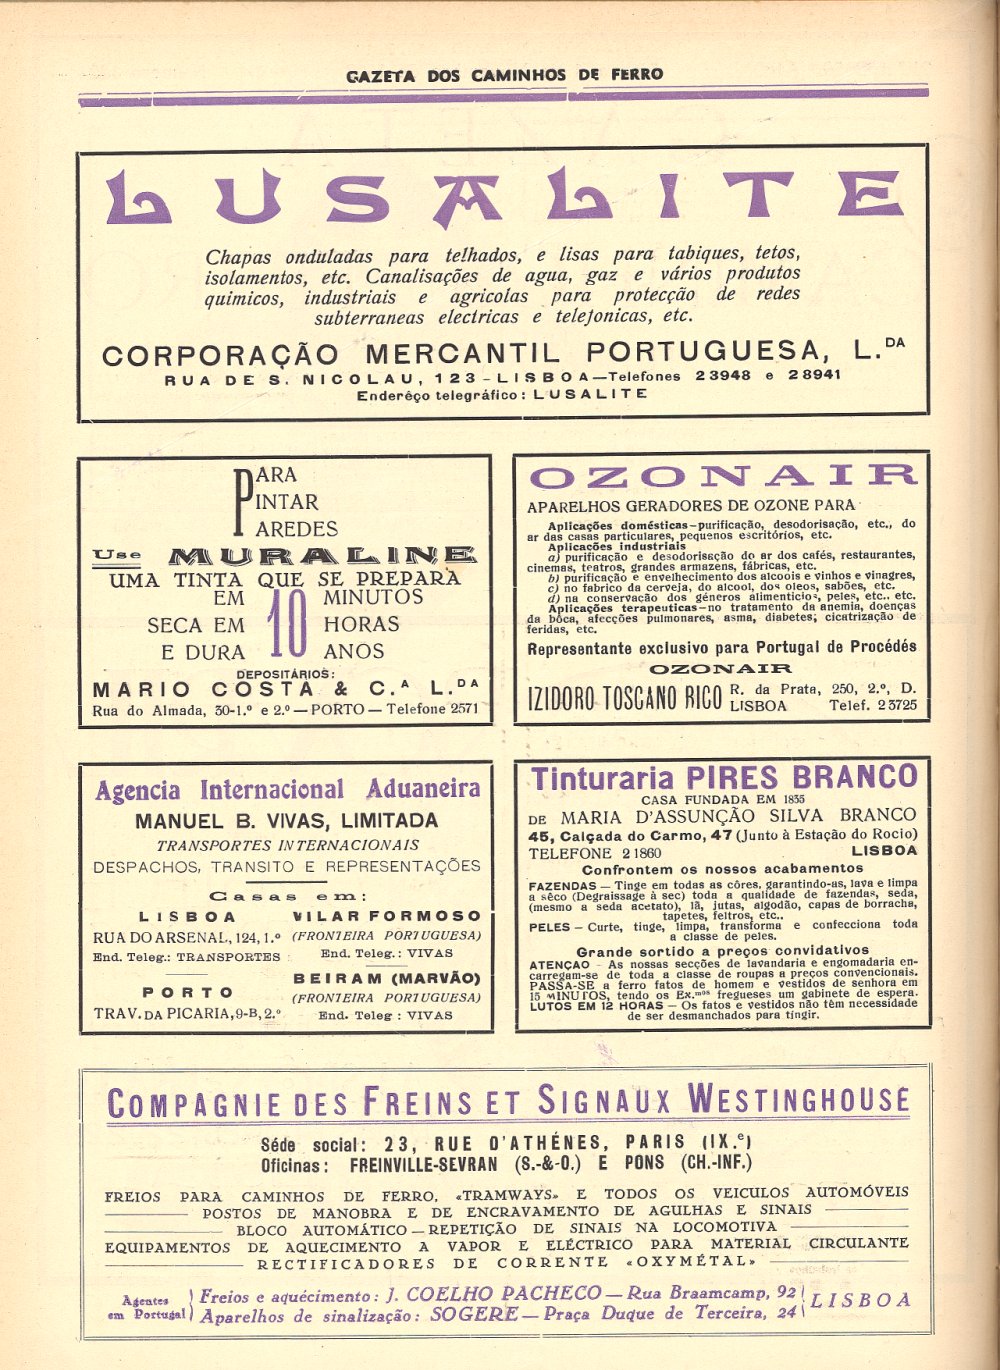 GAZETA DOS CAMINHOS DE FERRO
LUSALITE
Chapas onduladas para telhados, e lisas para tabiques, tetos,
isolamentos, etc. Canalisações de agua, gaz e vários produtos
quimicos, industriais e agricolas para protecção de redes
subterraneas electricas e telefonicas, etc.
CORPORAÇÃO MERCANTIL PORTUGUESA, L.DA
RUA DE S. NICOLAU, 123 - LISBOA — Telefones 23948 e 28941
Enderêço telegráfico: LUSALITE
PARA
PINTAR
PAREDES
Use MURALINE
UMA TINTA QUE SE PREPARA
EM 10 MINUTOS
SECA EM HORAS
E DURA ANOS
DEPOSITÁRIOS:
MARIO COSTA & C.A L.DA
Rua do Almada, 30-1.º e 2.º — PORTO — Telefone 2571
OZONAIR
APARELHOS GERADORES DE OZONE PARA
Aplicações domésticas - purificação, desodorisação, etc., do
ar das casas particulares, pequenos escritórios, etc.
Aplicacões industriais
a) purificação e desodorisação do ar dos cafés, restaurantes,
cinemas, teatros, grandes armazens, fábricas, etc.
b) purificação e envelhecimento dos alcoois e vinhos e vinagres,
c) no fabrico da cerveja, do alcool, dos oleos, sabões, etc.
d) na conservação dos géneros alimenticios, peles, etc., etc.
Aplicações terapeuticas - no tratamento da anemia, doenças
da bôca, afecções pulmonares, asma, diabetes; cicatrização de
feridas, etc.
Representante exclusivo para Portugal de Procédés
OZONAIR
IZIDORO TOSCANO RICO R. da Prata, 250, 2.º, D.
LISBOA Telef. 23725
Agencia Internacional Aduaneira
MANUEL B. VIVAS, LIMITADA
TRANSPORTES INTERNACIONAIS
DESPACHOS, TRANSITO E REPRESENTAÇÕES
Casas em:
LISBOA
RUA DO ARSENAL, 124, 1.º
End. Teleg.: TRANSPORTES
PORTO
TRAV. DA PICARIA, 9-B, 2.º
VILAR FORMOSO
(FRONTEIRA PORTUGUESA)
End. Teleg.: VIVAS
BEIRAM (MARVÃO)
(FRONTEIRA PORTUGUESA)
End. Teleg : VIVAS
Tinturaria PIRES BRANCO
CASA FUNDADA EM 1835
DE MARIA D'ASSUNÇÃO SILVA BRANCO
45, Calçada do Carmo, 47 (Junto à Estação do Rocio)
TELEFONE 21860 LISBOA
Confrontem os nossos acabamentos
FAZENDAS — Tinge em todas as côres, garantindo-as, lava e limpa
a sêco (Degraissage à sec) toda a qualidade de fazendas, seda,
(mesmo a seda acetato), lã, jutas, algodão, capas de borracha,
tapetes, feltros, etc..
PELES — Curte, tinge, limpa, transforma e confecciona toda
a classe de peles.
Grande sortido a preços convidativos
ATENÇAO - As nossas secções de lavandaria e engomadoria en-
carregam-se de toda a classe de roupas a preços convencionais.
PASSA-SE a ferro fatos de homem e vestidos de senhora em
15 MINUTOS, tendo os Ex.mos fregueses um gabinete de espera.
LUTOS EM 12 HORAS — Os fatos e vestidos não têm necessidade
de ser desmanchados para tingir.
COMPAGNIE DES FREINS ET SIGNAUX WESTINGHOUSE
Séde social: 23, RUE D'ATHÉNES, PARIS (IX.e)
Oficinas: FREINVILLE-SEVRAN (S.-&-O.) E PONS (CH.-INF.)
FREIOS PARA CAMINHOS DE FERRO, «TRAMWAYS» E TODOS OS VEICULOS AUTOMÓVEIS
POSTOS DE MANOBRA E DE ENCRAVAMENTO DE AGULHAS E SINAIS
BLOCO AUTOMÁTICO — REPETIÇÃO DE SINAIS NA LOCOMOTIVA
EQUIPAMENTOS DE AQUECIMENTO A VAPOR E ELÉCTRICO PARA MATERIAL CIRCULANTE
RECTIFICADORES DE CORRENTE «OXYMÉTAL»
Agentes em Portugal
Freios e aquécimento: J. COELHO PACHECO — Rua Braamcamp, 92
Aparelhos de sinalização: SOGERE — Praça Duque de Terceira, 24
LISBOA